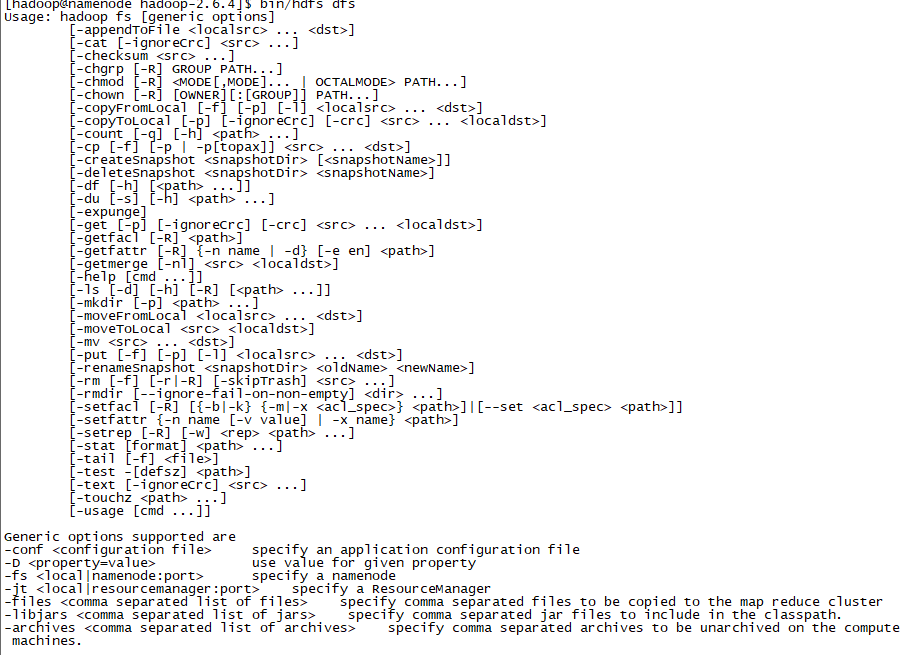 [hadoop@namenode hadoop-2.6.4]$ bin/hdfs dfs
Usage: hadoop fs [generic options]
        [-appendToFile <localsrc> ... <dst>]
        [-cat [-ignoreCrc] <src> ...]
        [-checksum <src> ...]
        [-chgrp [-R] GROUP PATH...]
        [-chmod [-R] <MODE[,MODE]... | OCTALMODE> PATH...]
        [-chown [-R] [OWNER][:[GROUP]] PATH...]
        [-copyFromLocal [-f] [-p] [-l] <localsrc> ... <dst>]
        [-copyToLocal [-p] [-ignoreCrc] [-crc] <src> ... <localdst>]
        [-count [-q] [-h] <path> ...]
        [-cp [-f] [-p | -p[topax]] <src> ... <dst>]
        [-createSnapshot <snapshotDir> [<snapshotName>]]
        [-deleteSnapshot <snapshotDir> <snapshotName>]
        [-df [-h] [<path> ...]]
        [-du [-s] [-h] <path> ...]
        [-expunge]
        [-get [-p] [-ignoreCrc] [-crc] <src> ... <localdst>]
        [-getfacl [-R] <path>]
        [-getfattr [-R] {-n name | -d} [-e en] <path>]
        [-getmerge [-nl] <src> <localdst>]
        [-help [cmd ...]]
        [-ls [-d] [-h] [-R] [<path> ...]]
        [-mkdir [-p] <path> ...]
        [-moveFromLocal <localsrc> ... <dst>]
        [-moveToLocal <src> <localdst>]
        [-mv <src> ... <dst>]
        [-put [-f] [-p] [-l] <localsrc> ... <dst>]
        [-renameSnapshot <snapshotDir> <oldName> <newName>]
        [-rm [-f] [-r|-R] [-skipTrash] <src> ...]
        [-rmdir [--ignore-fail-on-non-empty] <dir> ...]
        [-setfacl [-R] [{-b|-k} {-m|-x <acl_spec>} <path>]|[--set <acl_spec> <path>]]
        [-setfattr {-n name [-v value] | -x name} <path>]
        [-setrep [-R] [-w] <rep> <path> ...]
        [-stat [format] <path> ...]
        [-tail [-f] <file>]
        [-test -[defsz] <path>]
        [-text [-ignoreCrc] <src> ...]
        [-touchz <path> ...]
        [-usage [cmd ...]]

Generic options supported are
-conf <configuration file>     specify an application configuration file
-D <property=value>            use value for given property
-fs <local|namenode:port>      specify a namenode
-jt <local|resourcemanager:port>    specify a ResourceManager
-files <comma separated list of files>    specify comma separated files to be copied to the map reduce cluster
-libjars <comma separated list of jars>    specify comma separated jar files to include in the classpath.
-archives <comma separated list of archives>    specify comma separated archives to be unarchived on the compute
 machines.